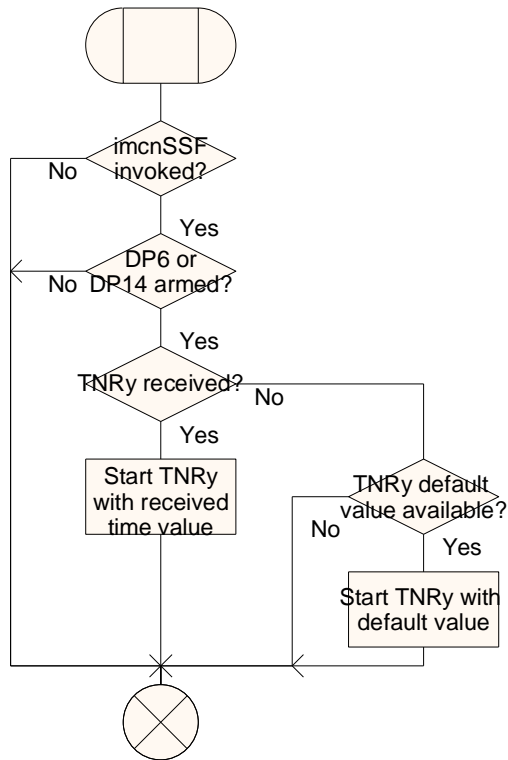 imcnSSF
invoked?
No
Yes
DP6 or
DP14 armed?
No
Yes
TNRy received?
No
Yes
Start TNRy
with received
time value
TNRy default
value available?
No
Yes
Start TNRy with
default value